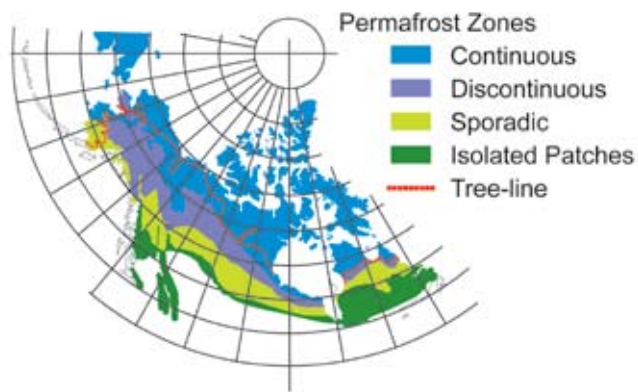 Permafrost Zones
Continuous
Discontinuous
Sporadic
Isolated Patches
Tree-line